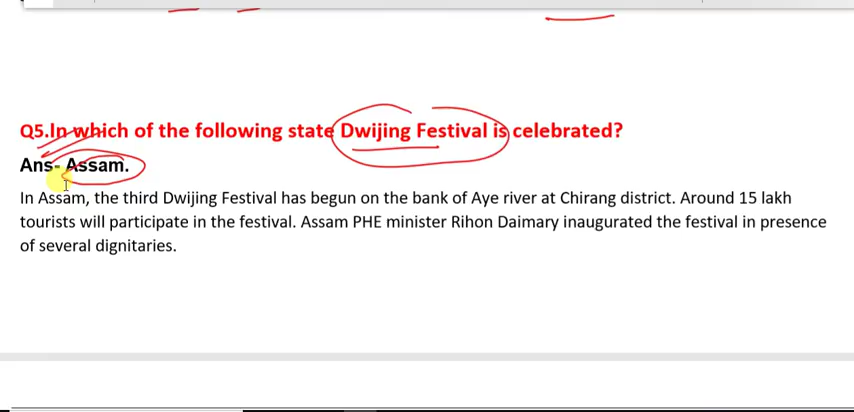 Q5.In which of the following state Dwijing Festival is celebrated?
Ans- Assam.
In Assam, the third Dwijing Festival has begun on the bank of Aye river at Chirang district. Around 15 lakh
tourists will participate in the festival. Assam PHE minister Rihon Daimary inaugurated the festival in presence
of several dignitaries.